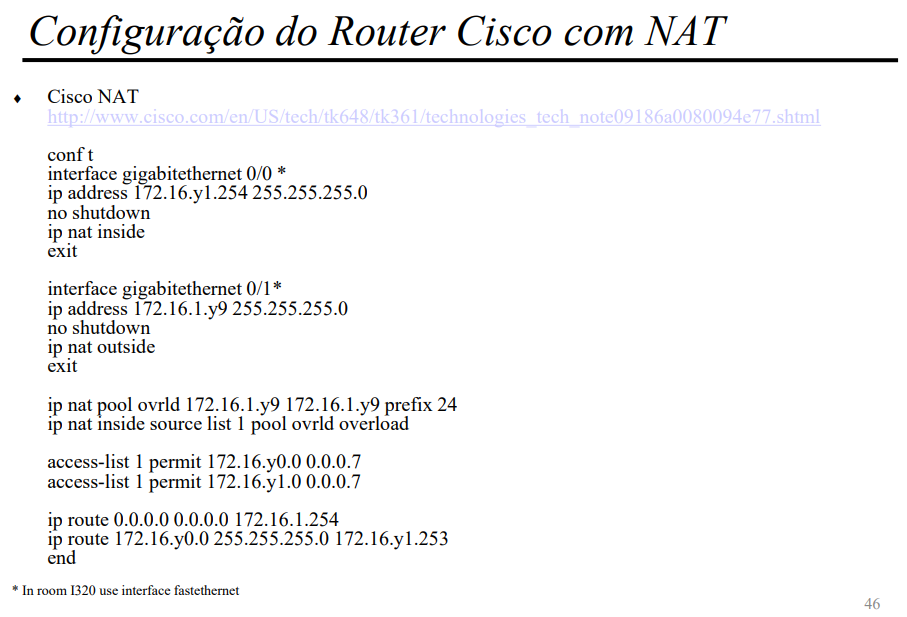 Configuração do Router Cisco com NAT
♦ Cisco NAT
http://www.cisco.com/en/US/tech/tk648/tk361/technologies_tech_note09186a0080094e77.shtml
conf t
interface gigabitethernet 0/0 *
ip address 172.16.y1.254 255.255.255.0
no shutdown
ip nat inside
exit
interface gigabitethernet 0/1*
ip address 172.16.1.y9 255.255.255.0
no shutdown
ip nat outside
exit
ip nat pool ovrld 172.16.1.y9 172.16.1.y9 prefix 24
ip nat inside source list 1 pool ovrld overload
access-list 1 permit 172.16.y0.0 0.0.0.7
access-list 1 permit 172.16.y1.0 0.0.0.7
ip route 0.0.0.0 0.0.0.0 172.16.1.254
ip route 172.16.y0.0 255.255.255.0 172.16.y1.253
end
* In room I320 use interface fastethernet
46